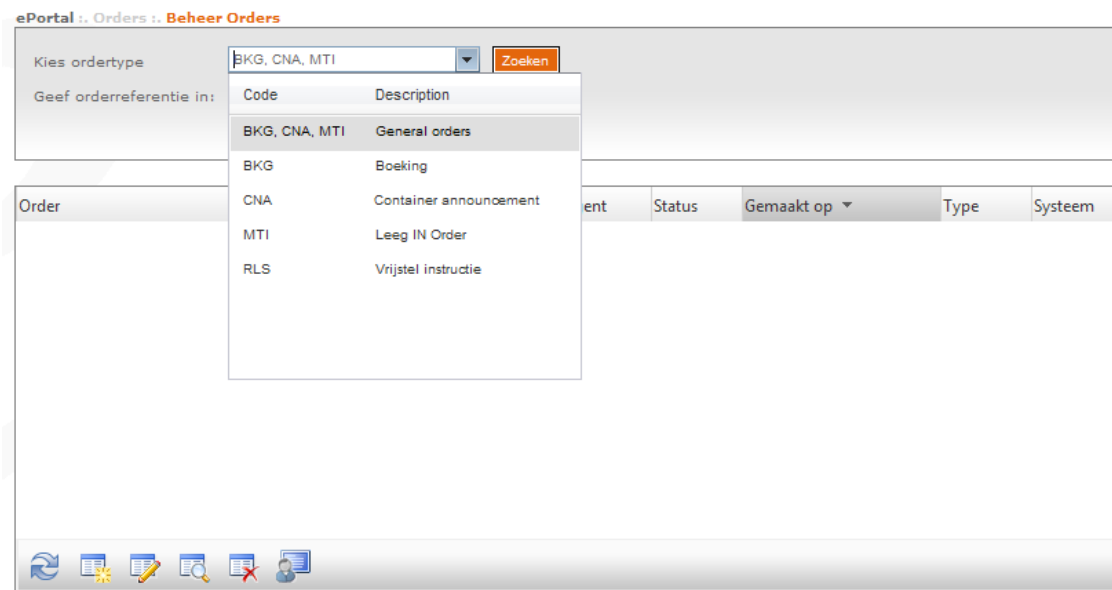 ePortal :. Orders :. Beheer Orders
Kies ordertype BKG, CNA, MTI Zoeken
Geef orderreferentie in:
Code Description
BKG, CNA, MTI General orders
BKG Boeking
CNA Container announcement
MTI Leeg IN Order
RLS Vrijstel instructie
Order Status Gemaakt op Type Systeem